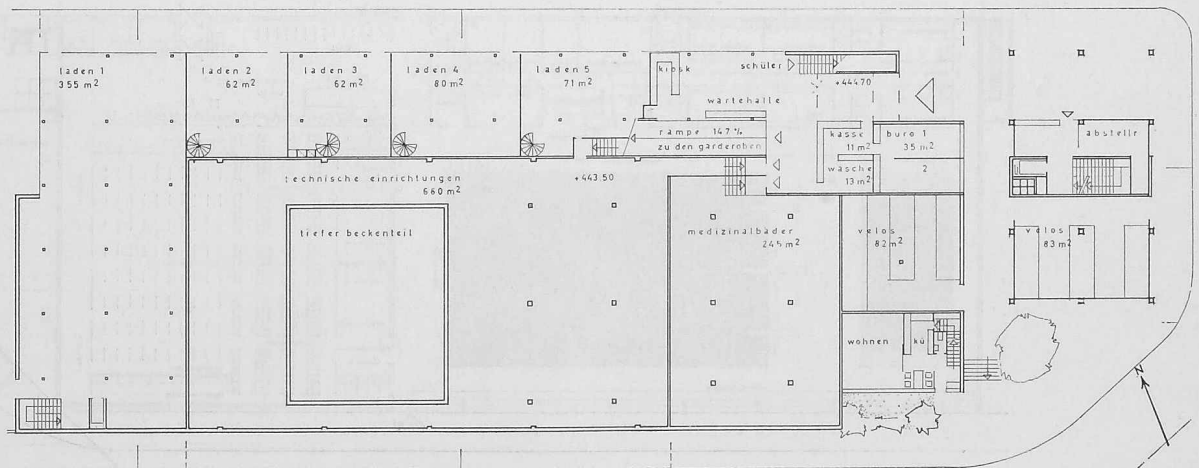 laden 1
355 m²
laden 2
62 m²
laden 3
62 m²
laden 4
80 m²
laden 5
71 m²
kiosk
schüler
+444.70
wartehalle
rampe 14.7 %
zu den garderoben
kasse
11 m²
büro 1
35 m²
2
wäsche
13 m²
abstellr
technische einrichtungen
660 m²
+443.50
tiefer beckenteil
medizinalbäder
245 m²
velos
82 m²
velos
83 m²
wohnen
kü
N